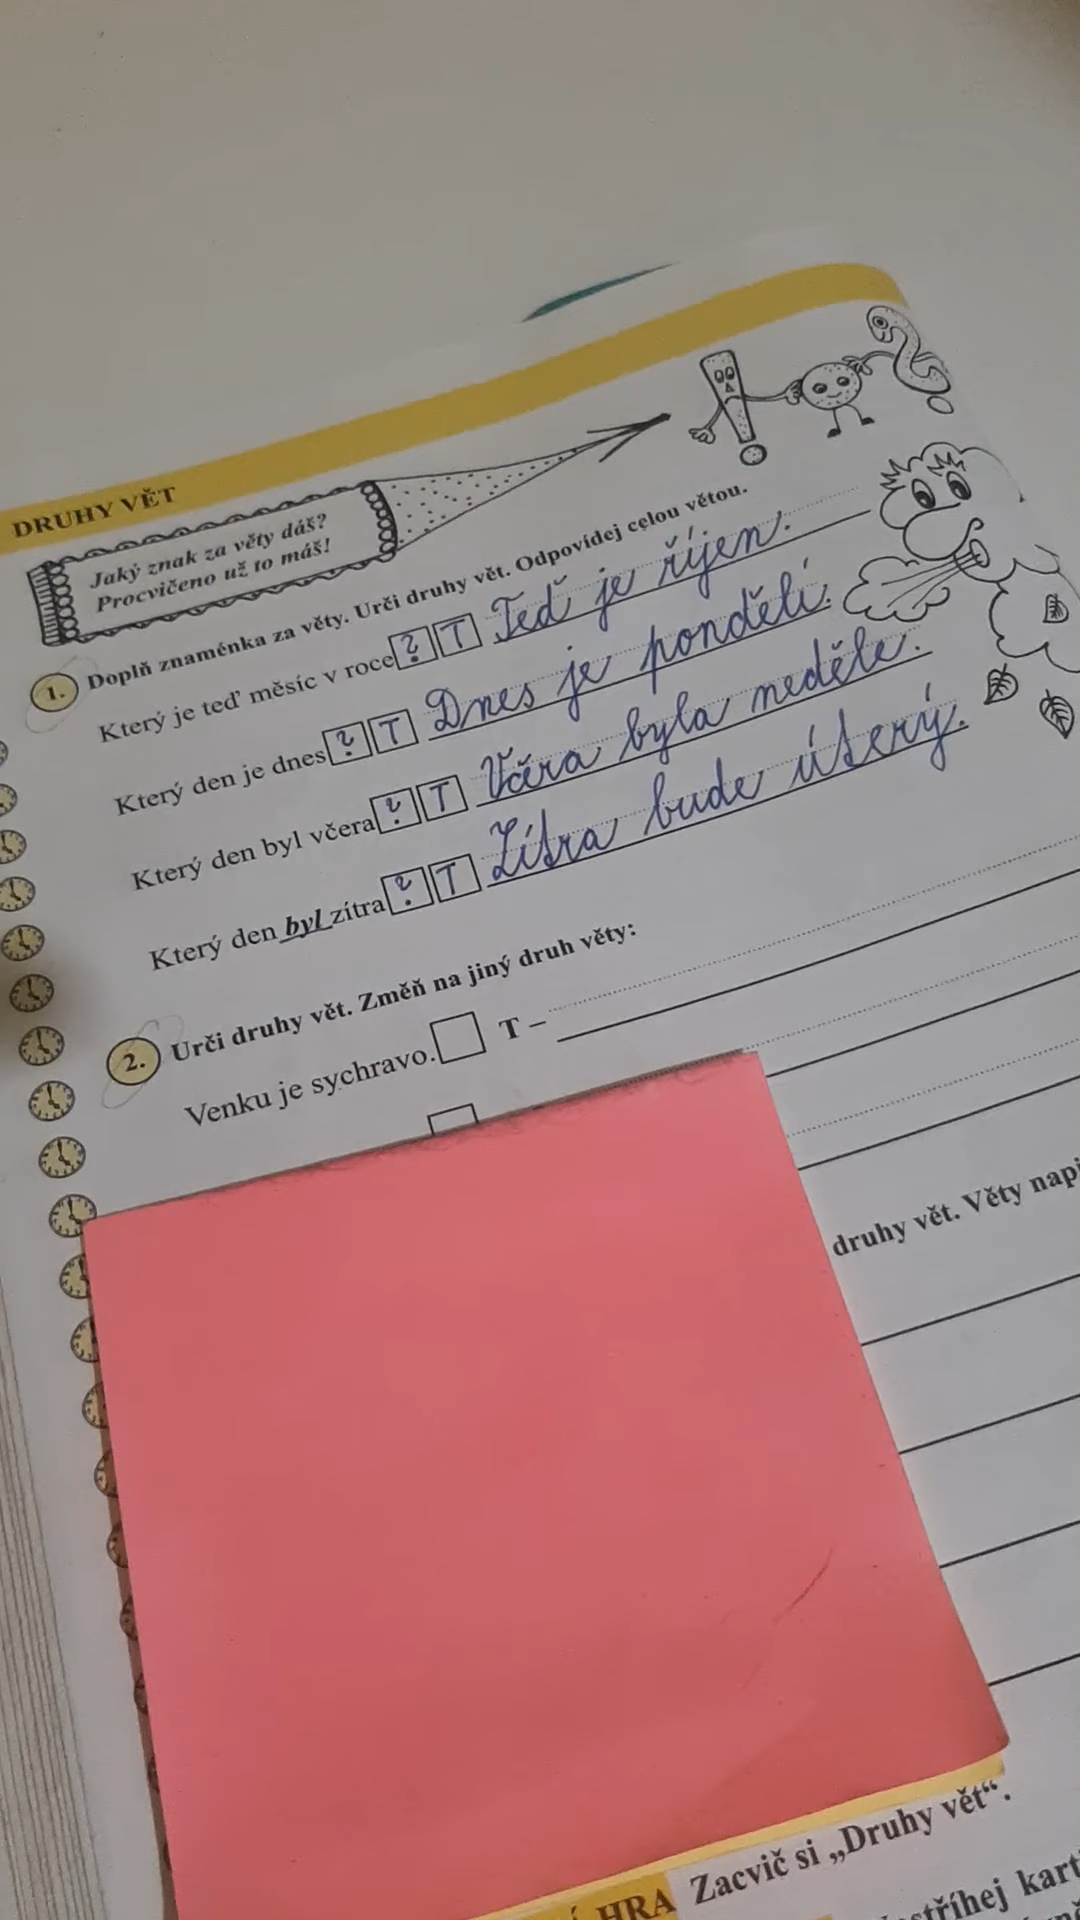 DRUHY VĚT
Jaký znak za věty dáš?
Procvičeno už to máš!
1. Doplň znaménka za věty. Urči druhy vět. Odpovídej celou větou.
Který je teď měsíc v roce ? T Teď je říjen.
Který den je dnes ? T Dnes je pondělí.
Který den byl včera ? T Včera byla neděle.
Který den byl zítra ? T Zítra bude úterý.
2. Urči druhy vět. Změň na jiný druh věty:
Venku je sychravo. T –
druhy vět. Věty
HRA Zacvič si „Druhy vět“.